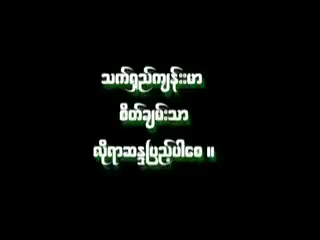 သက်ရှည်ကျန်းမာ
စိတ်ချမ်းသာ
လိုရာဆန္ဒပြည့်ပါစေ ။